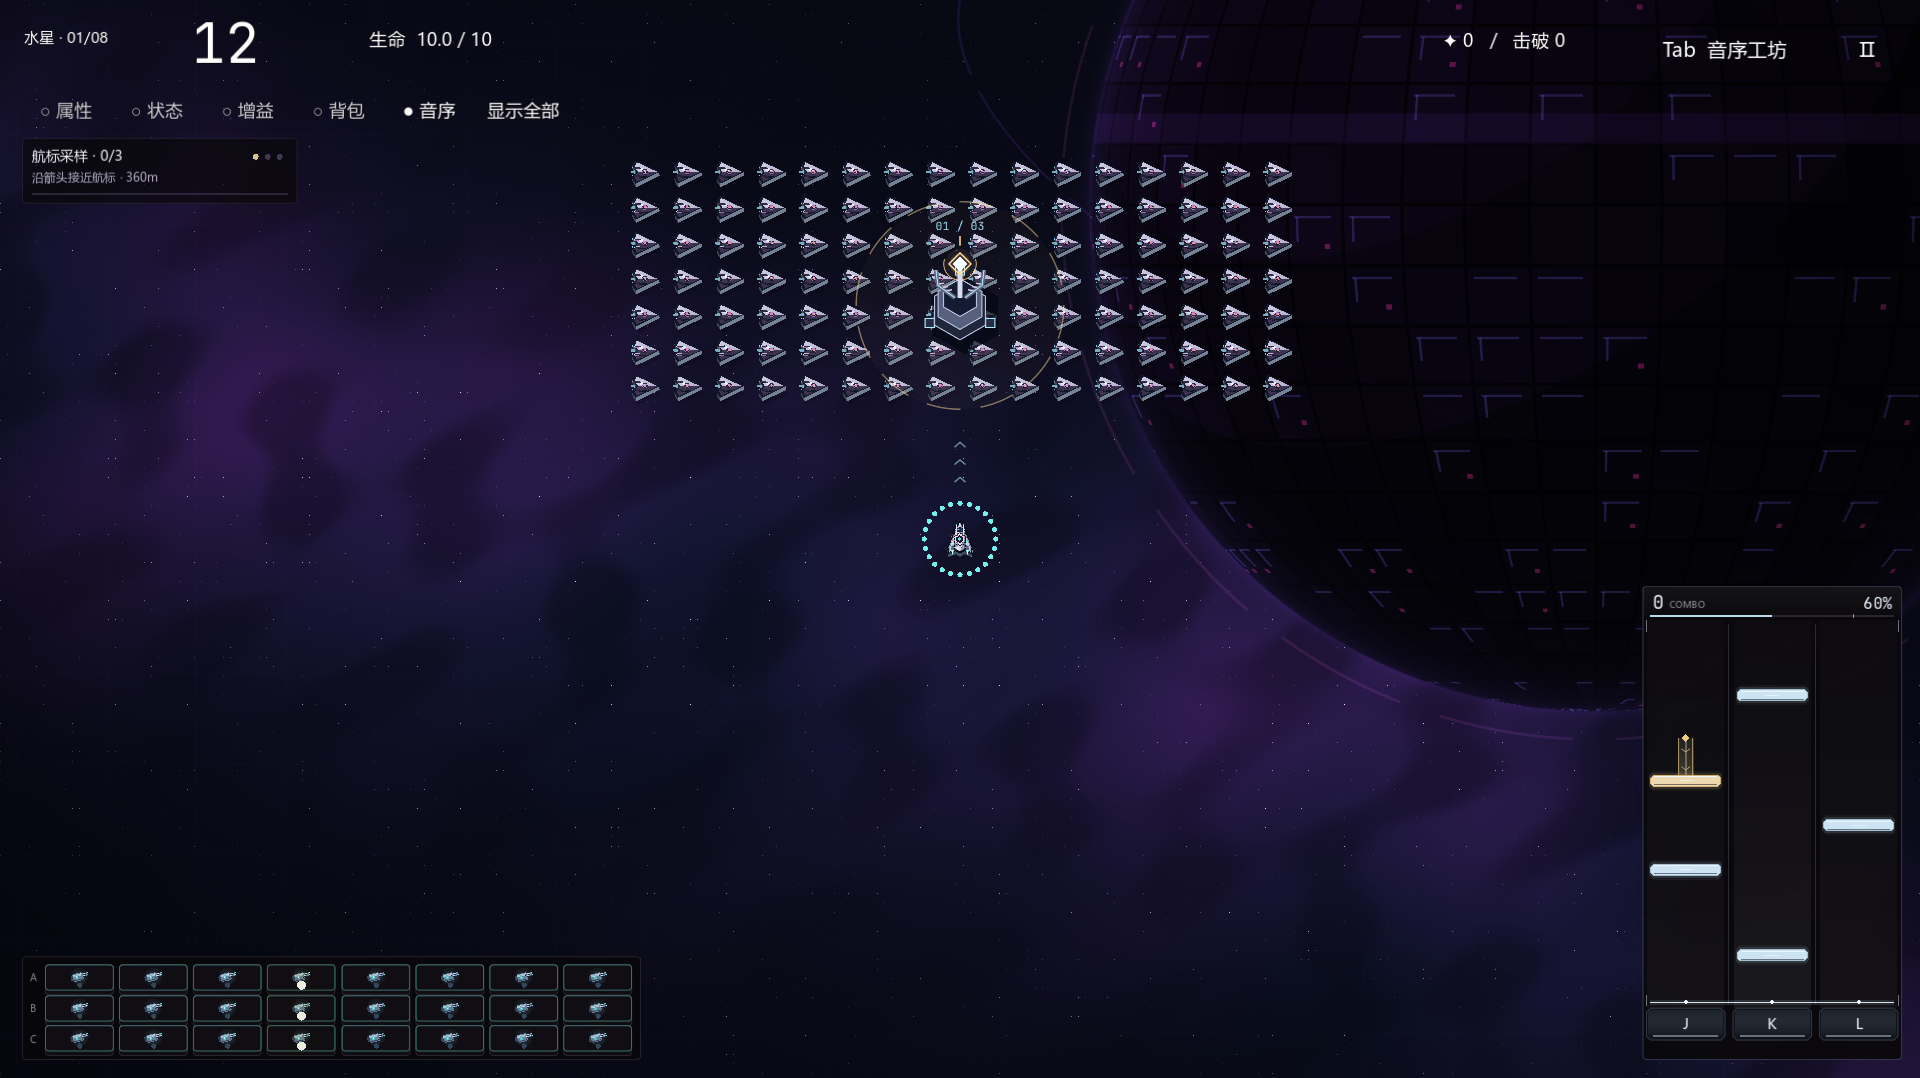 水星 · 01/08
12
生命 10.0 / 10
✦ 0 / 击破 0
Tab 音序工坊
II
属性
状态
增益
背包
音序
显示全部
航标采样 · 0/3
沿箭头接近航标 · 360m
01 / 03
0 COMBO
60%
J
K
L
A
B
C